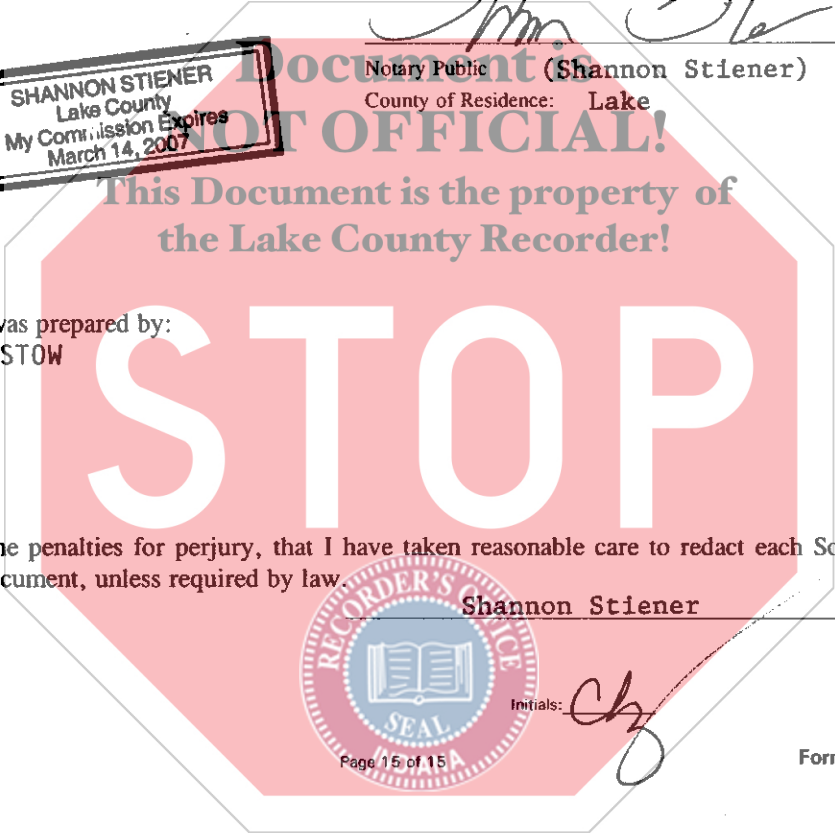 Document is
SHANNON STIENER
Lake County
My Commission Expires
March 14, 2007
Notary Public (Shannon Stiener)
County of Residence: Lake
NOT OFFICIAL!
This Document is the property of
the Lake County Recorder!
was prepared by:
STOW
STOP
he penalties for perjury, that I have taken reasonable care to redact each So
cument, unless required by law.
Shannon Stiener
RECORDER'S OFFICE
SEAL
INDIANA
Initials:
Page 15 of 15
Form